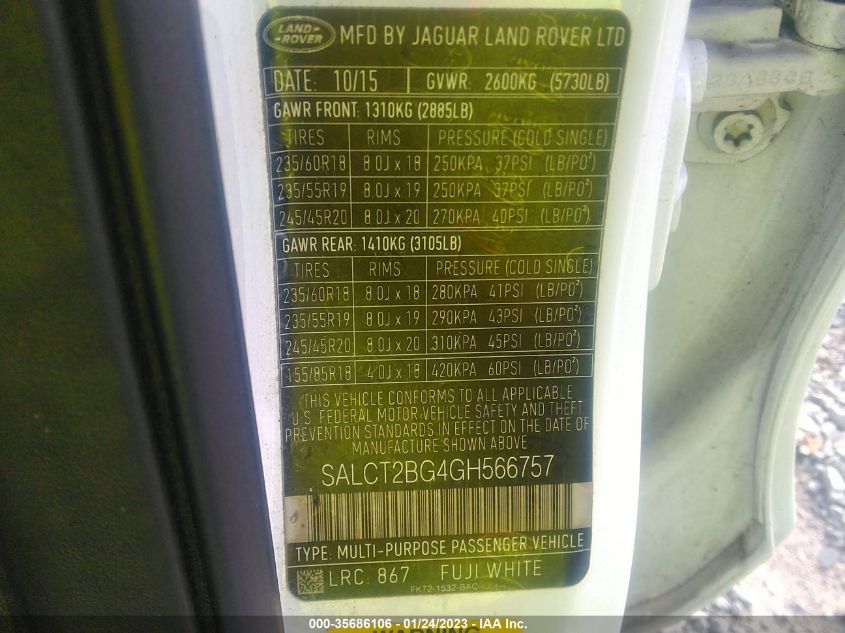 LAND ROVER MFD BY JAGUAR LAND ROVER LTD
DATE: 10/15 GVWR: 2600KG (5730LB)
GAWR FRONT: 1310KG (2885LB)
TIRES RIMS PRESSURE (COLD SINGLE)
235/60R18 8.0J x 18 250KPA 37PSI (LB/PO²)
235/55R19 8.0J x 19 250KPA 37PSI (LB/PO²)
245/45R20 8.0J x 20 270KPA 40PSI (LB/PO²)
GAWR REAR: 1410KG (3105LB)
TIRES RIMS PRESSURE (COLD SINGLE)
235/60R18 8.0J x 18 280KPA 41PSI (LB/PO²)
235/55R19 8.0J x 19 290KPA 43PSI (LB/PO²)
245/45R20 8.0J x 20 310KPA 45PSI (LB/PO²)
155/85R18 4.0J x 18 420KPA 60PSI (LB/PO²)
THIS VEHICLE CONFORMS TO ALL APPLICABLE
U.S. FEDERAL MOTOR VEHICLE SAFETY AND THEFT
PREVENTION STANDARDS IN EFFECT ON THE DATE OF
MANUFACTURE SHOWN ABOVE
SALCT2BG4GH566757
TYPE: MULTI-PURPOSE PASSENGER VEHICLE
LRC: 867 FUJI WHITE
FK72-1532-BAC
000-35686106 - 01/24/2023 - IAA Inc.
WARNING